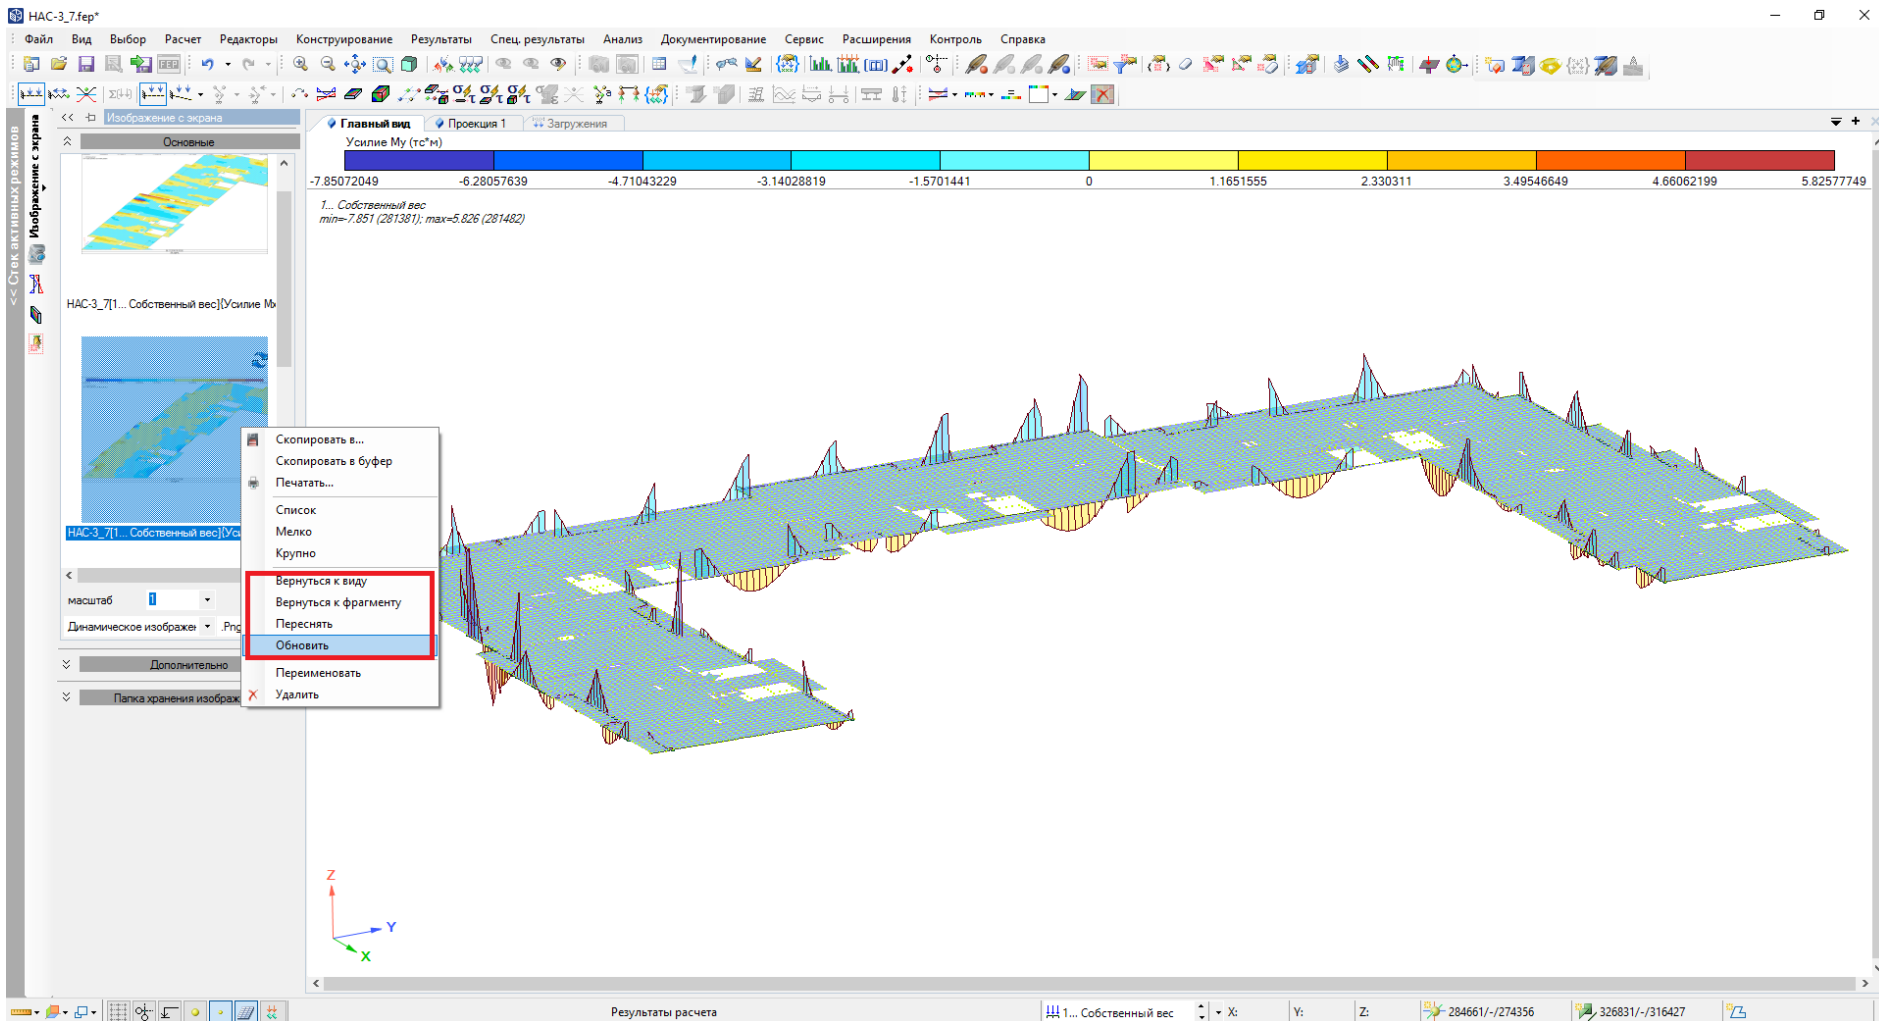 НАС-3_7.fep*
Файл Вид Выбор Расчет Редакторы Конструирование Результаты Спец. результаты Анализ Документирование Сервис Расширения Контроль Справка
<< Стек активных режимов
Изображение с экрана
Изображение с экрана
Основные
НАС-3_7[1... Собственный вес]{Усилие Mx
НАС-3_7[1... Собственный вес]{Уси
масштаб 1
Динамическое изображен .Png
Дополнительно
Папка хранения изображ
Скопировать в...
Скопировать в буфер
Печатать...
Список
Мелко
Крупно
Вернуться к виду
Вернуться к фрагменту
Переснять
Обновить
Переименовать
Удалить
Главный вид Проекция 1 Загружения
Усилие Му (тс*м)
-7.85072049 -6.28057639 -4.71043229 -3.14028819 -1.5701441 0 1.1651555 2.330311 3.49546649 4.66062199 5.82577749
1... Собственный вес
min=-7.851 (281381); max=5.826 (281482)
Z
Y
X
Результаты расчета 1... Собственный вес X: Y: Z: 284661/-/274356 326831/-/316427